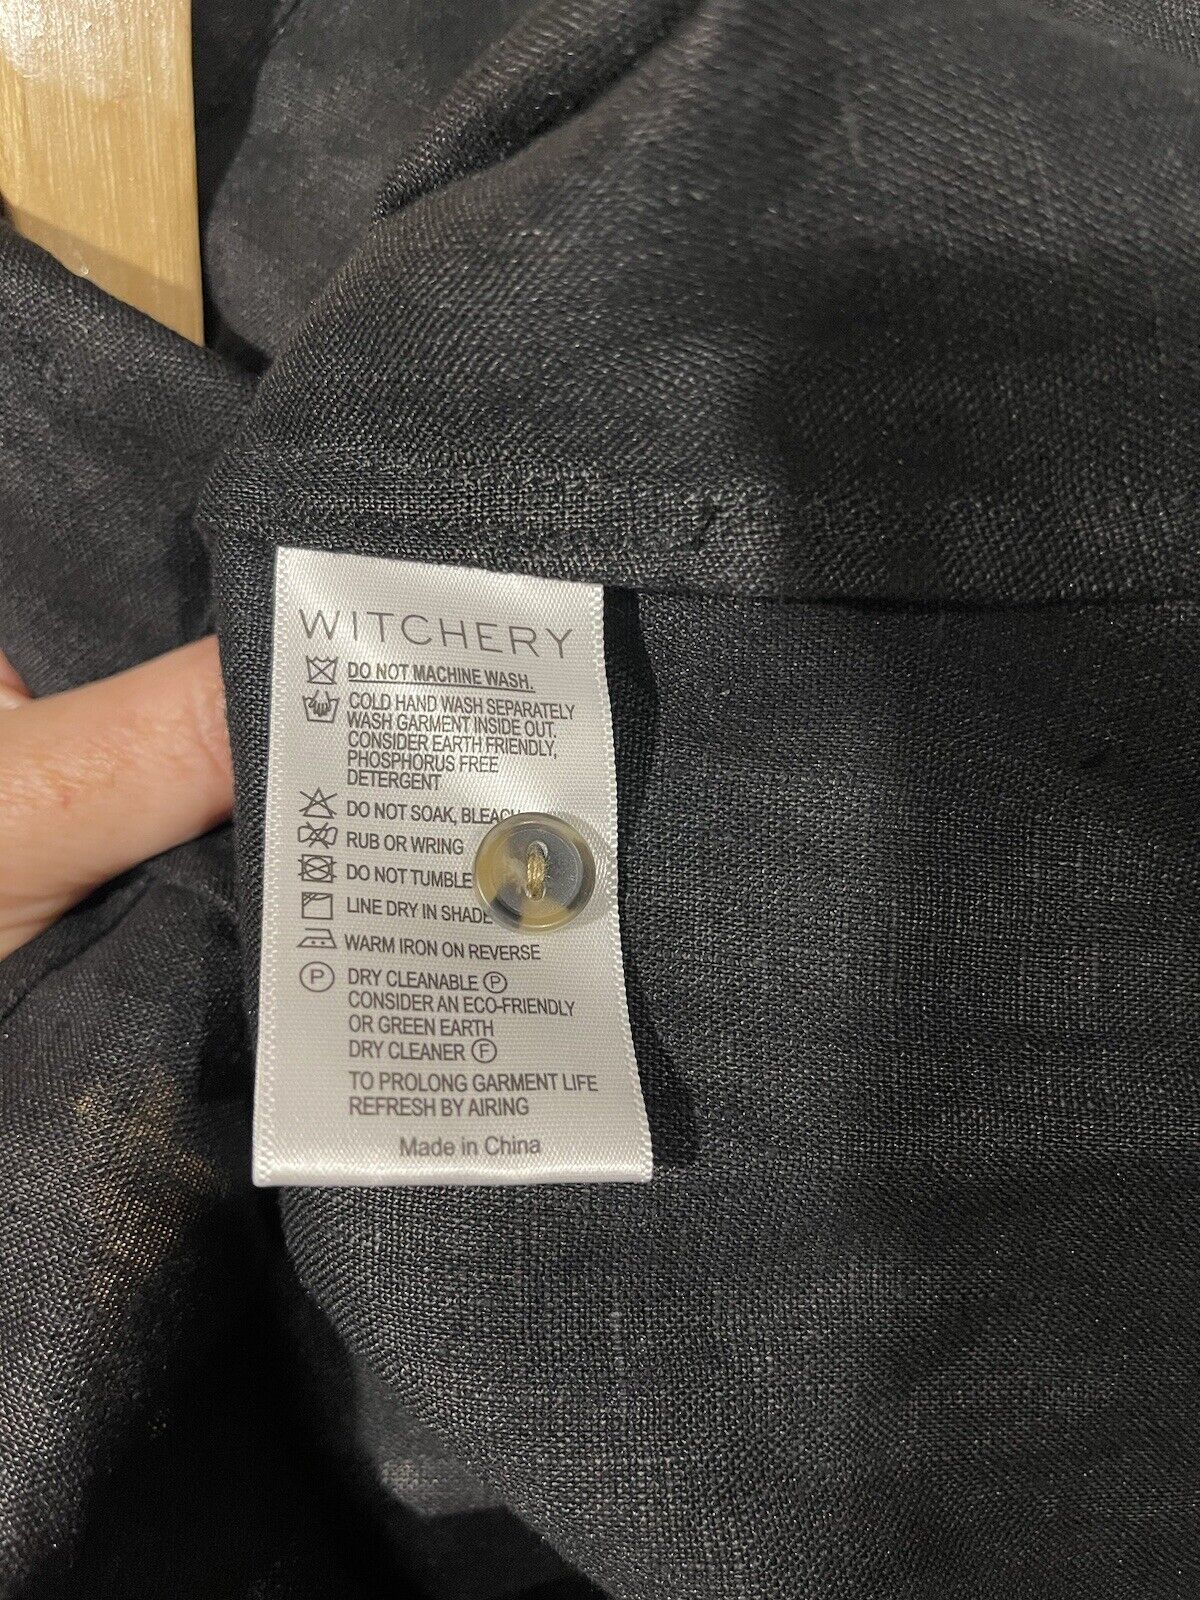 WITCHERY
DO NOT MACHINE WASH.
COLD HAND WASH SEPARATELY
WASH GARMENT INSIDE OUT.
CONSIDER EARTH FRIENDLY,
PHOSPHORUS FREE
DETERGENT
DO NOT SOAK, BLEACH
RUB OR WRING
DO NOT TUMBLE
LINE DRY IN SHADE
WARM IRON ON REVERSE
P DRY CLEANABLE P
CONSIDER AN ECO-FRIENDLY
OR GREEN EARTH
DRY CLEANER F
TO PROLONG GARMENT LIFE
REFRESH BY AIRING
Made in China